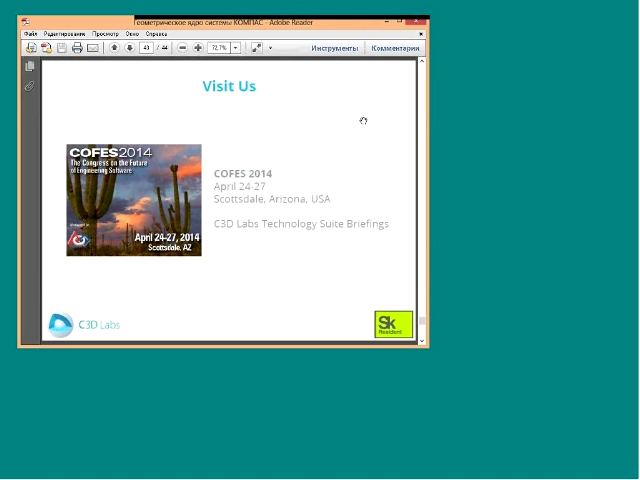 еометрическое ядро системы КОМПАС - Adobe Reader
Файл Редактирование Просмотр Окно Справка
43 / 44 72,7% Инструменты Комментарии
Visit Us
COFES2014
The Congress on the Future
of Engineering Software
April 24-27, 2014
Scottsdale, AZ
COFES 2014
April 24-27
Scottsdale, Arizona, USA
C3D Labs Technology Suite Briefings
C3D Labs
Sk
Resident